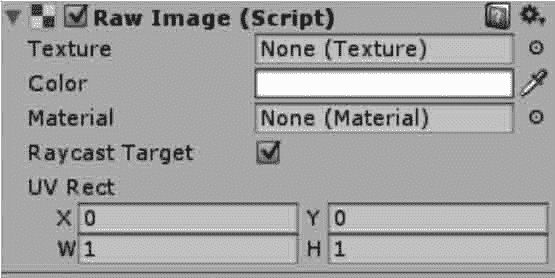 Raw Image (Script)
Texture None (Texture)
Color
Material None (Material)
Raycast Target
UV Rect
X 0 Y 0
W 1 H 1